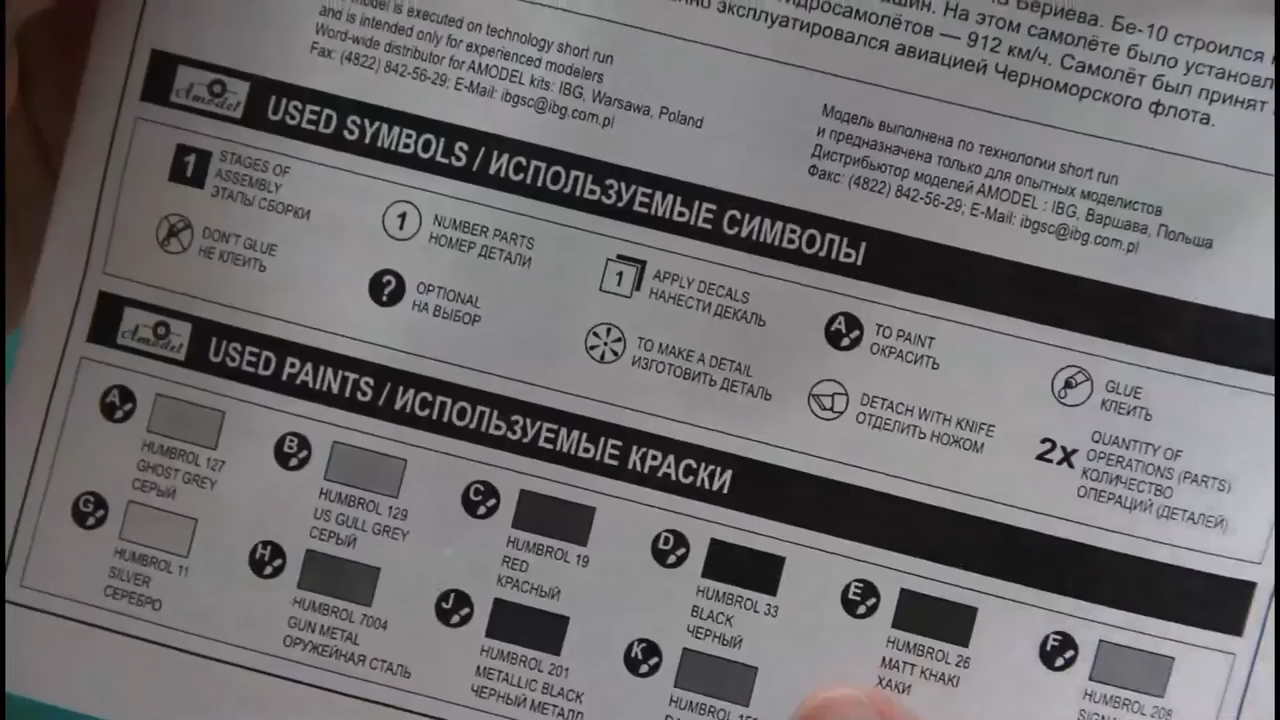 model is executed on technology short run
and is intended only for experienced modelers
Word-wide distributor for AMODEL kits: IBG, Warsawa, Poland
Fax: (4822) 842-56-29; E-Mail: ibgsc@ibg.com.pl
Бериева. Бе-10 строился
На этом самолёте было
гидросамолётов — 912 км/ч. Самолёт был принят
эксплуатировался авиацией Черноморского флота.
Модель выполнена по технологии short run
и предназначена только для опытных моделистов
Дистрибьютор моделей AMODEL : IBG, Варшава, Польша
Факс: (4822) 842-56-29; E-Mail: ibgsc@ibg.com.pl
Amodel
USED SYMBOLS / ИСПОЛЬЗУЕМЫЕ СИМВОЛЫ
1
STAGES OF
ASSEMBLY
ЭТАПЫ СБОРКИ
1
NUMBER PARTS
НОМЕР ДЕТАЛИ
1
APPLY DECALS
НАНЕСТИ ДЕКАЛЬ
A
TO PAINT
ОКРАСИТЬ
GLUE
КЛЕИТЬ
DON'T GLUE
НЕ КЛЕИТЬ
?
OPTIONAL
НА ВЫБОР
TO MAKE A DETAIL
ИЗГОТОВИТЬ ДЕТАЛЬ
DETACH WITH KNIFE
ОТДЕЛИТЬ НОЖОМ
2x
QUANTITY OF
OPERATIONS (PARTS)
КОЛИЧЕСТВО
ОПЕРАЦИЙ (ДЕТАЛЕЙ)
Amodel
USED PAINTS / ИСПОЛЬЗУЕМЫЕ КРАСКИ
A
HUMBROL 127
GHOST GREY
СЕРЫЙ
B
HUMBROL 129
US GULL GREY
СЕРЫЙ
C
HUMBROL 19
RED
КРАСНЫЙ
D
HUMBROL 33
BLACK
ЧЕРНЫЙ
E
HUMBROL 26
MATT KHAKI
ХАКИ
F
HUMBROL
G
HUMBROL 11
SILVER
СЕРЕБРО
H
HUMBROL 7004
GUN METAL
ОРУЖЕЙНАЯ СТАЛЬ
J
HUMBROL 201
METALLIC BLACK
ЧЕРНЫЙ МЕТАЛЛ
K
HUMBROL